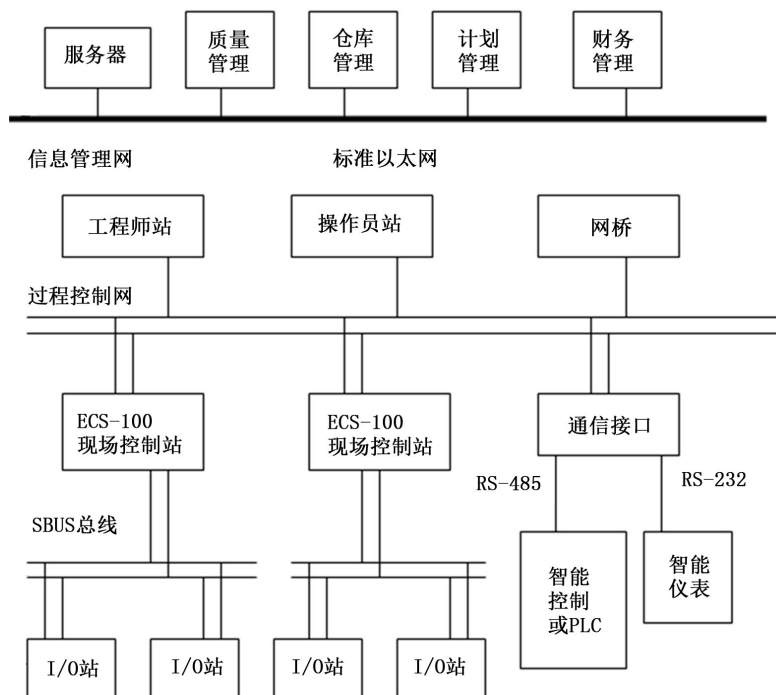 服务器
质量
管理
仓库
管理
计划
管理
财务
管理
信息管理网
标准以太网
工程师站
操作员站
网桥
过程控制网
ECS-100
现场控制站
ECS-100
现场控制站
通信接口
RS-485
RS-232
SBUS总线
智能
控制
或PLC
智能
仪表
I/O站
I/O站
I/O站
I/O站